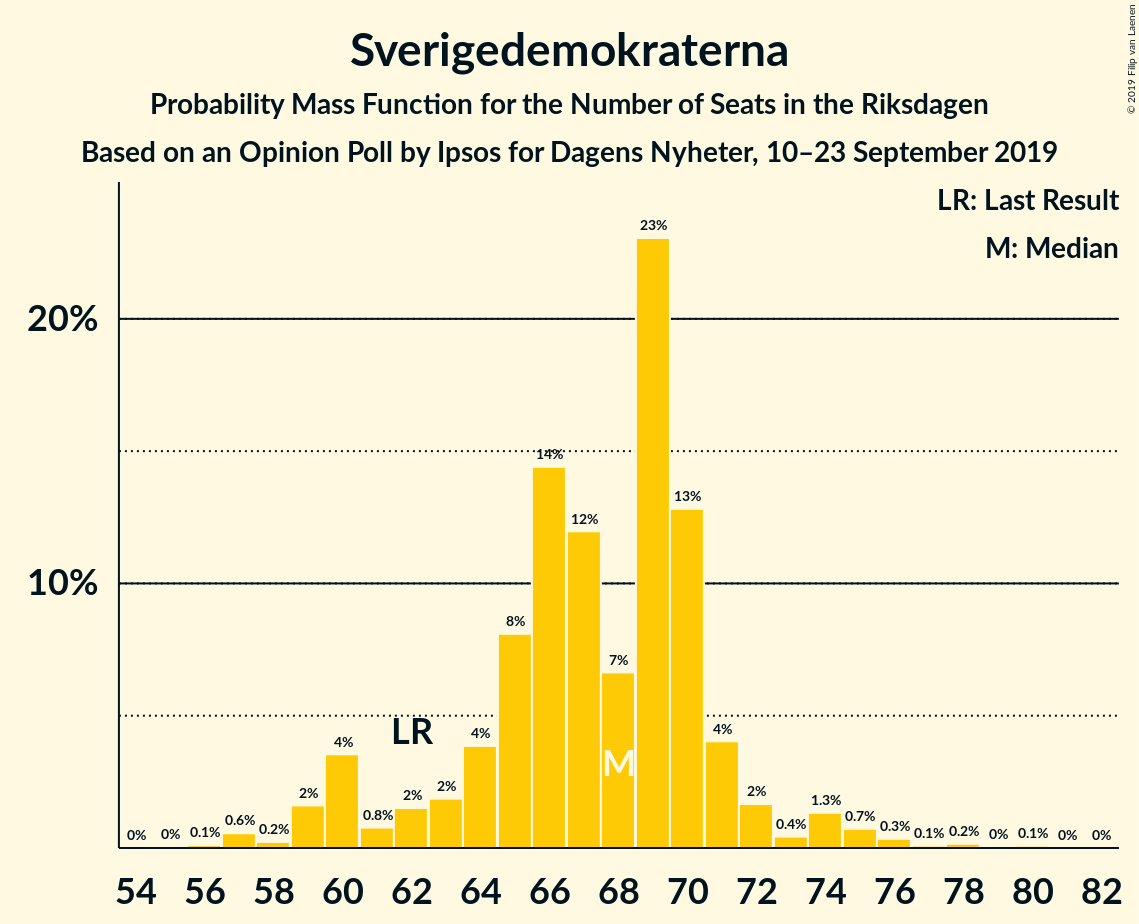 Sverigedemokraterna
Probability Mass Function for the Number of Seats in the Riksdagen
Based on an Opinion Poll by Ipsos for Dagens Nyheter, 10–23 September 2019
© 2019 Filip van Laenen
LR: Last Result
M: Median
20%
10%
0% 0% 0.1% 0.6% 0.2% 2% 4% 0.8% 2% 2% 4% 8% 14% 12% 7% 23% 13% 4% 2% 0.4% 1.3% 0.7% 0.3% 0.1% 0.2% 0% 0.1% 0% 0%
LR
M
54 56 58 60 62 64 66 68 70 72 74 76 78 80 82